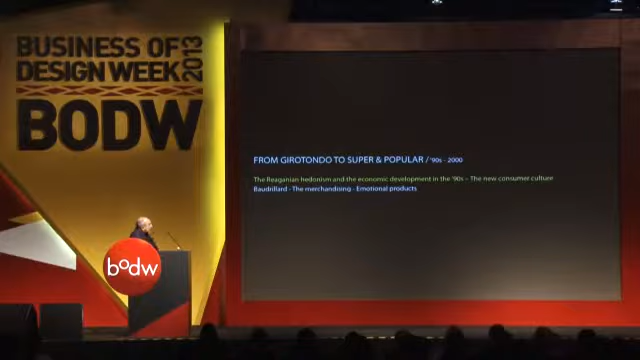 BUSINESS OF
DESIGN WEEK 2013
BODW
FROM GIROTONDO TO SUPER & POPULAR / '90s - 2000
The Reaganian hedonism and the economic development in the '90s – The new consumer culture
Baudrillard - The merchandising - Emotional products
bodw